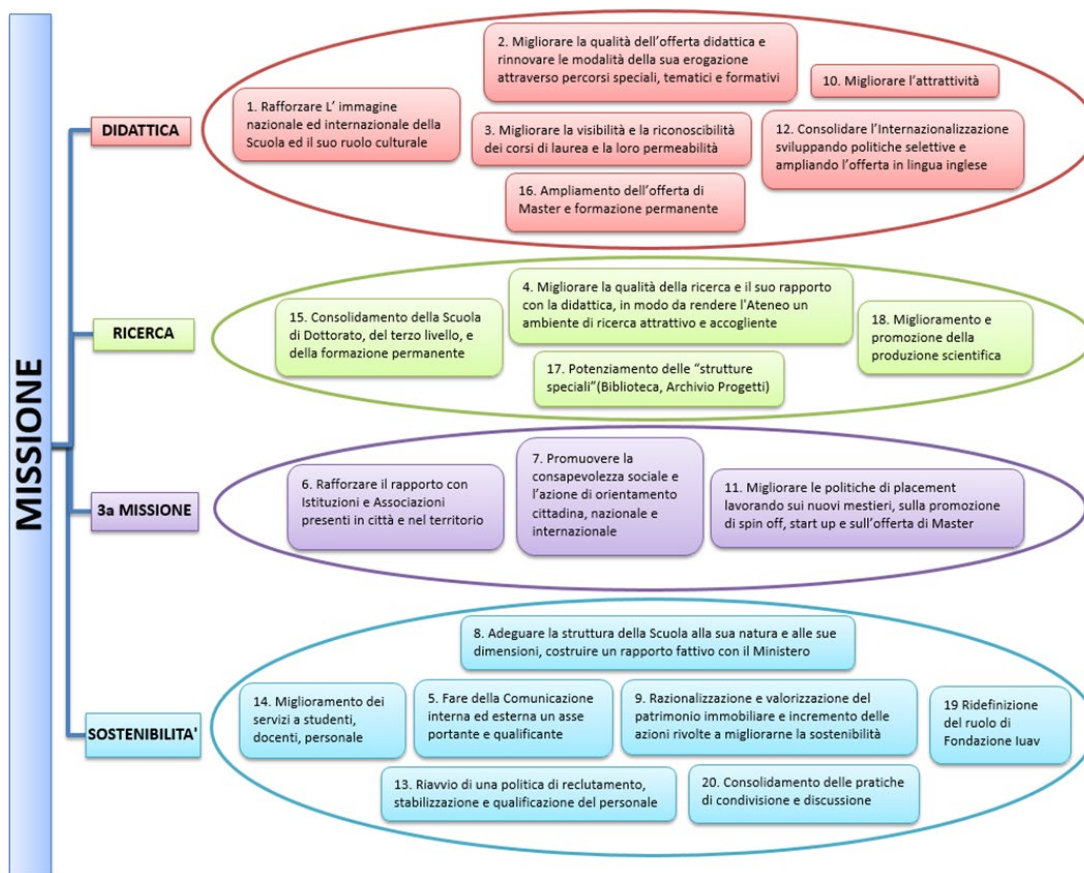 MISSIONE
DIDATTICA
1. Rafforzare L' immagine
nazionale ed internazionale della
Scuola ed il suo ruolo culturale
2. Migliorare la qualità dell'offerta didattica e
rinnovare le modalità della sua erogazione
attraverso percorsi speciali, tematici e formativi
3. Migliorare la visibilità e la riconoscibilità
dei corsi di laurea e la loro permeabilità
16. Ampliamento dell'offerta di
Master e formazione permanente
10. Migliorare l'attrattività
12. Consolidare l'Internazionalizzazione
sviluppando politiche selettive e
ampliando l'offerta in lingua inglese
RICERCA
15. Consolidamento della Scuola
di Dottorato, del terzo livello, e
della formazione permanente
4. Migliorare la qualità della ricerca e il suo rapporto
con la didattica, in modo da rendere l'Ateneo un
ambiente di ricerca attrattivo e accogliente
17. Potenziamento delle “strutture
speciali”(Biblioteca, Archivio Progetti)
18. Miglioramento e
promozione della
produzione scientifica
3a MISSIONE
6. Rafforzare il rapporto con
Istituzioni e Associazioni
presenti in città e nel territorio
7. Promuovere la
consapevolezza sociale e
l'azione di orientamento
cittadina, nazionale e
internazionale
11. Migliorare le politiche di placement
lavorando sui nuovi mestieri, sulla promozione
di spin off, start up e sull'offerta di Master
SOSTENIBILITA'
8. Adeguare la struttura della Scuola alla sua natura e alle sue
dimensioni, costruire un rapporto fattivo con il Ministero
14. Miglioramento dei
servizi a studenti,
docenti, personale
5. Fare della Comunicazione
interna ed esterna un asse
portante e qualificante
9. Razionalizzazione e valorizzazione del
patrimonio immobiliare e incremento delle
azioni rivolte a migliorarne la sostenibilità
19 Ridefinizione
del ruolo di
Fondazione Iuav
13. Riavvio di una politica di reclutamento,
stabilizzazione e qualificazione del personale
20. Consolidamento delle pratiche
di condivisione e discussione